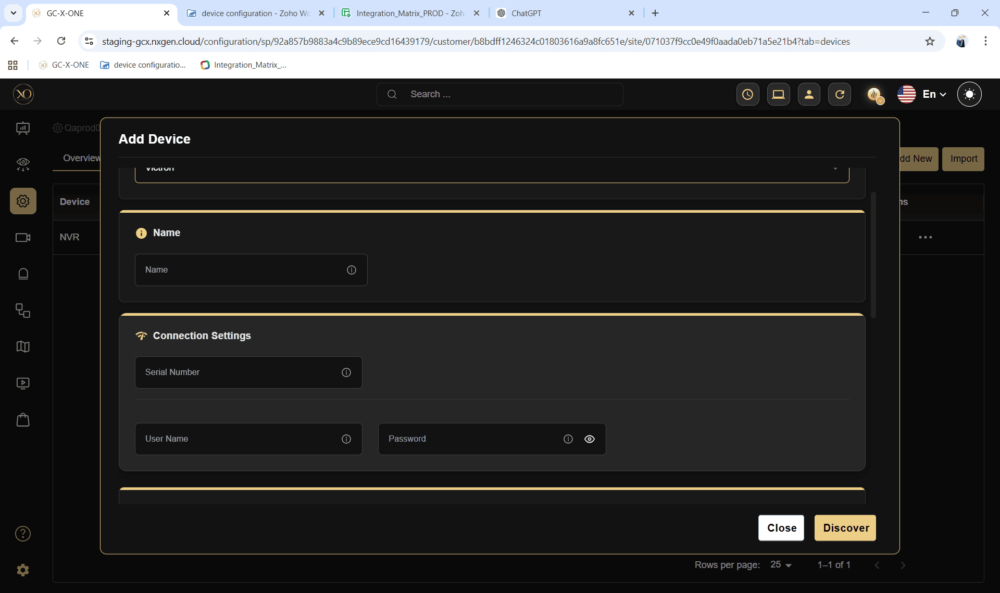 GC-X-ONE
device configuration - Zoho Wo
Integration_Matrix_PROD - Zoh
ChatGPT
staging-gcx.nxgen.cloud/configuration/sp/92a857b9883a4c9b89ece9cd16439179/customer/b8bdff1246324c01803616a9a8fc651e/site/071037f9cc0e49f0aada0eb71a5e21b4?tab=devices
GC-X-ONE
device configuratio...
Integration_Matrix_...
XO
Search ...
En
Qaprod0
Add Device
Overview
dd New
Import
Victron
Device
ns
Name
NVR
Name
Connection Settings
Serial Number
User Name
Password
Close
Discover
Rows per page:
25
1–1 of 1